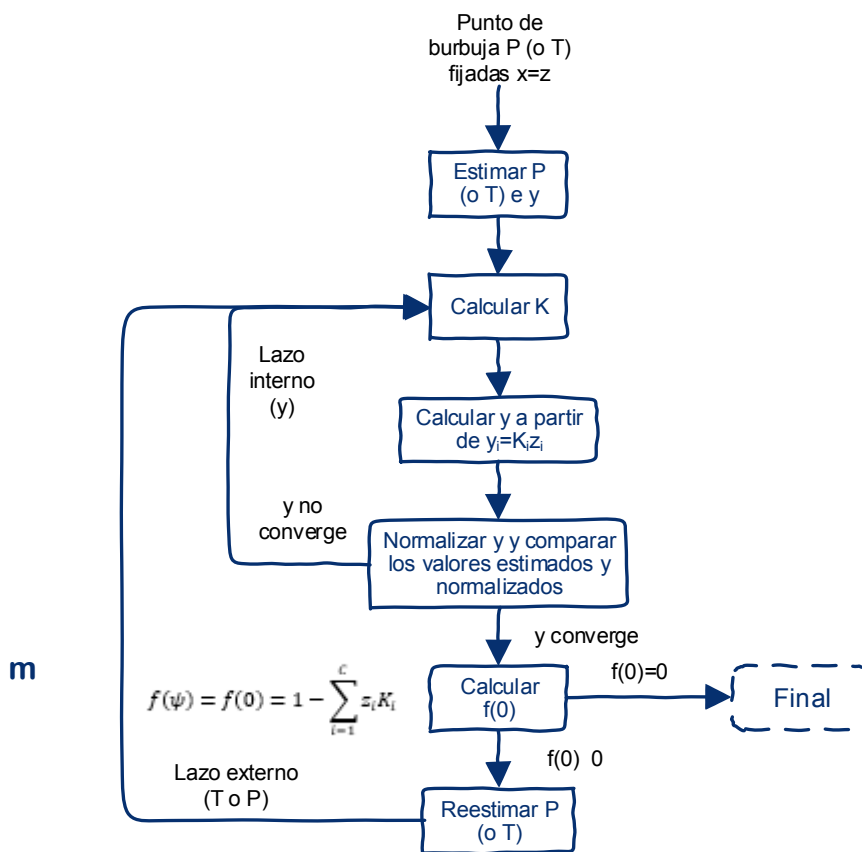 Punto de
burbuja P (o T)
fijadas x=z
Estimar P
(o T) e y
Calcular K
Lazo
interno
(y)
Calcular y a partir
de yᵢ=Kᵢzᵢ
y no
converge
Normalizar y y comparar
los valores estimados y
normalizados
y converge
m
f(ψ) = f(0) = 1 − ∑_{i=1}^{C} zᵢKᵢ
Calcular
f(0)
f(0)=0
Final
f(0) 0
Lazo externo
(T o P)
Reestimar P
(o T)